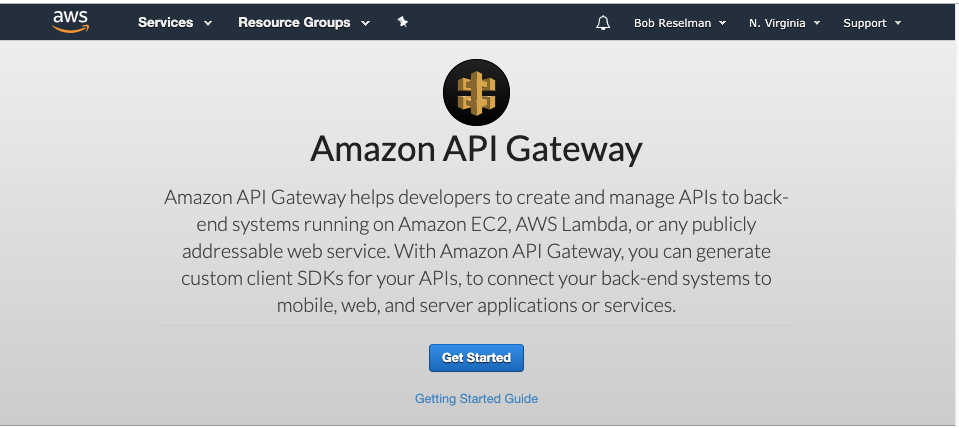 aws Services Resource Groups Bob Reselman N. Virginia Support
Amazon API Gateway
Amazon API Gateway helps developers to create and manage APIs to back-
end systems running on Amazon EC2, AWS Lambda, or any publicly
addressable web service. With Amazon API Gateway, you can generate
custom client SDKs for your APIs, to connect your back-end systems to
mobile, web, and server applications or services.
Get Started
Getting Started Guide